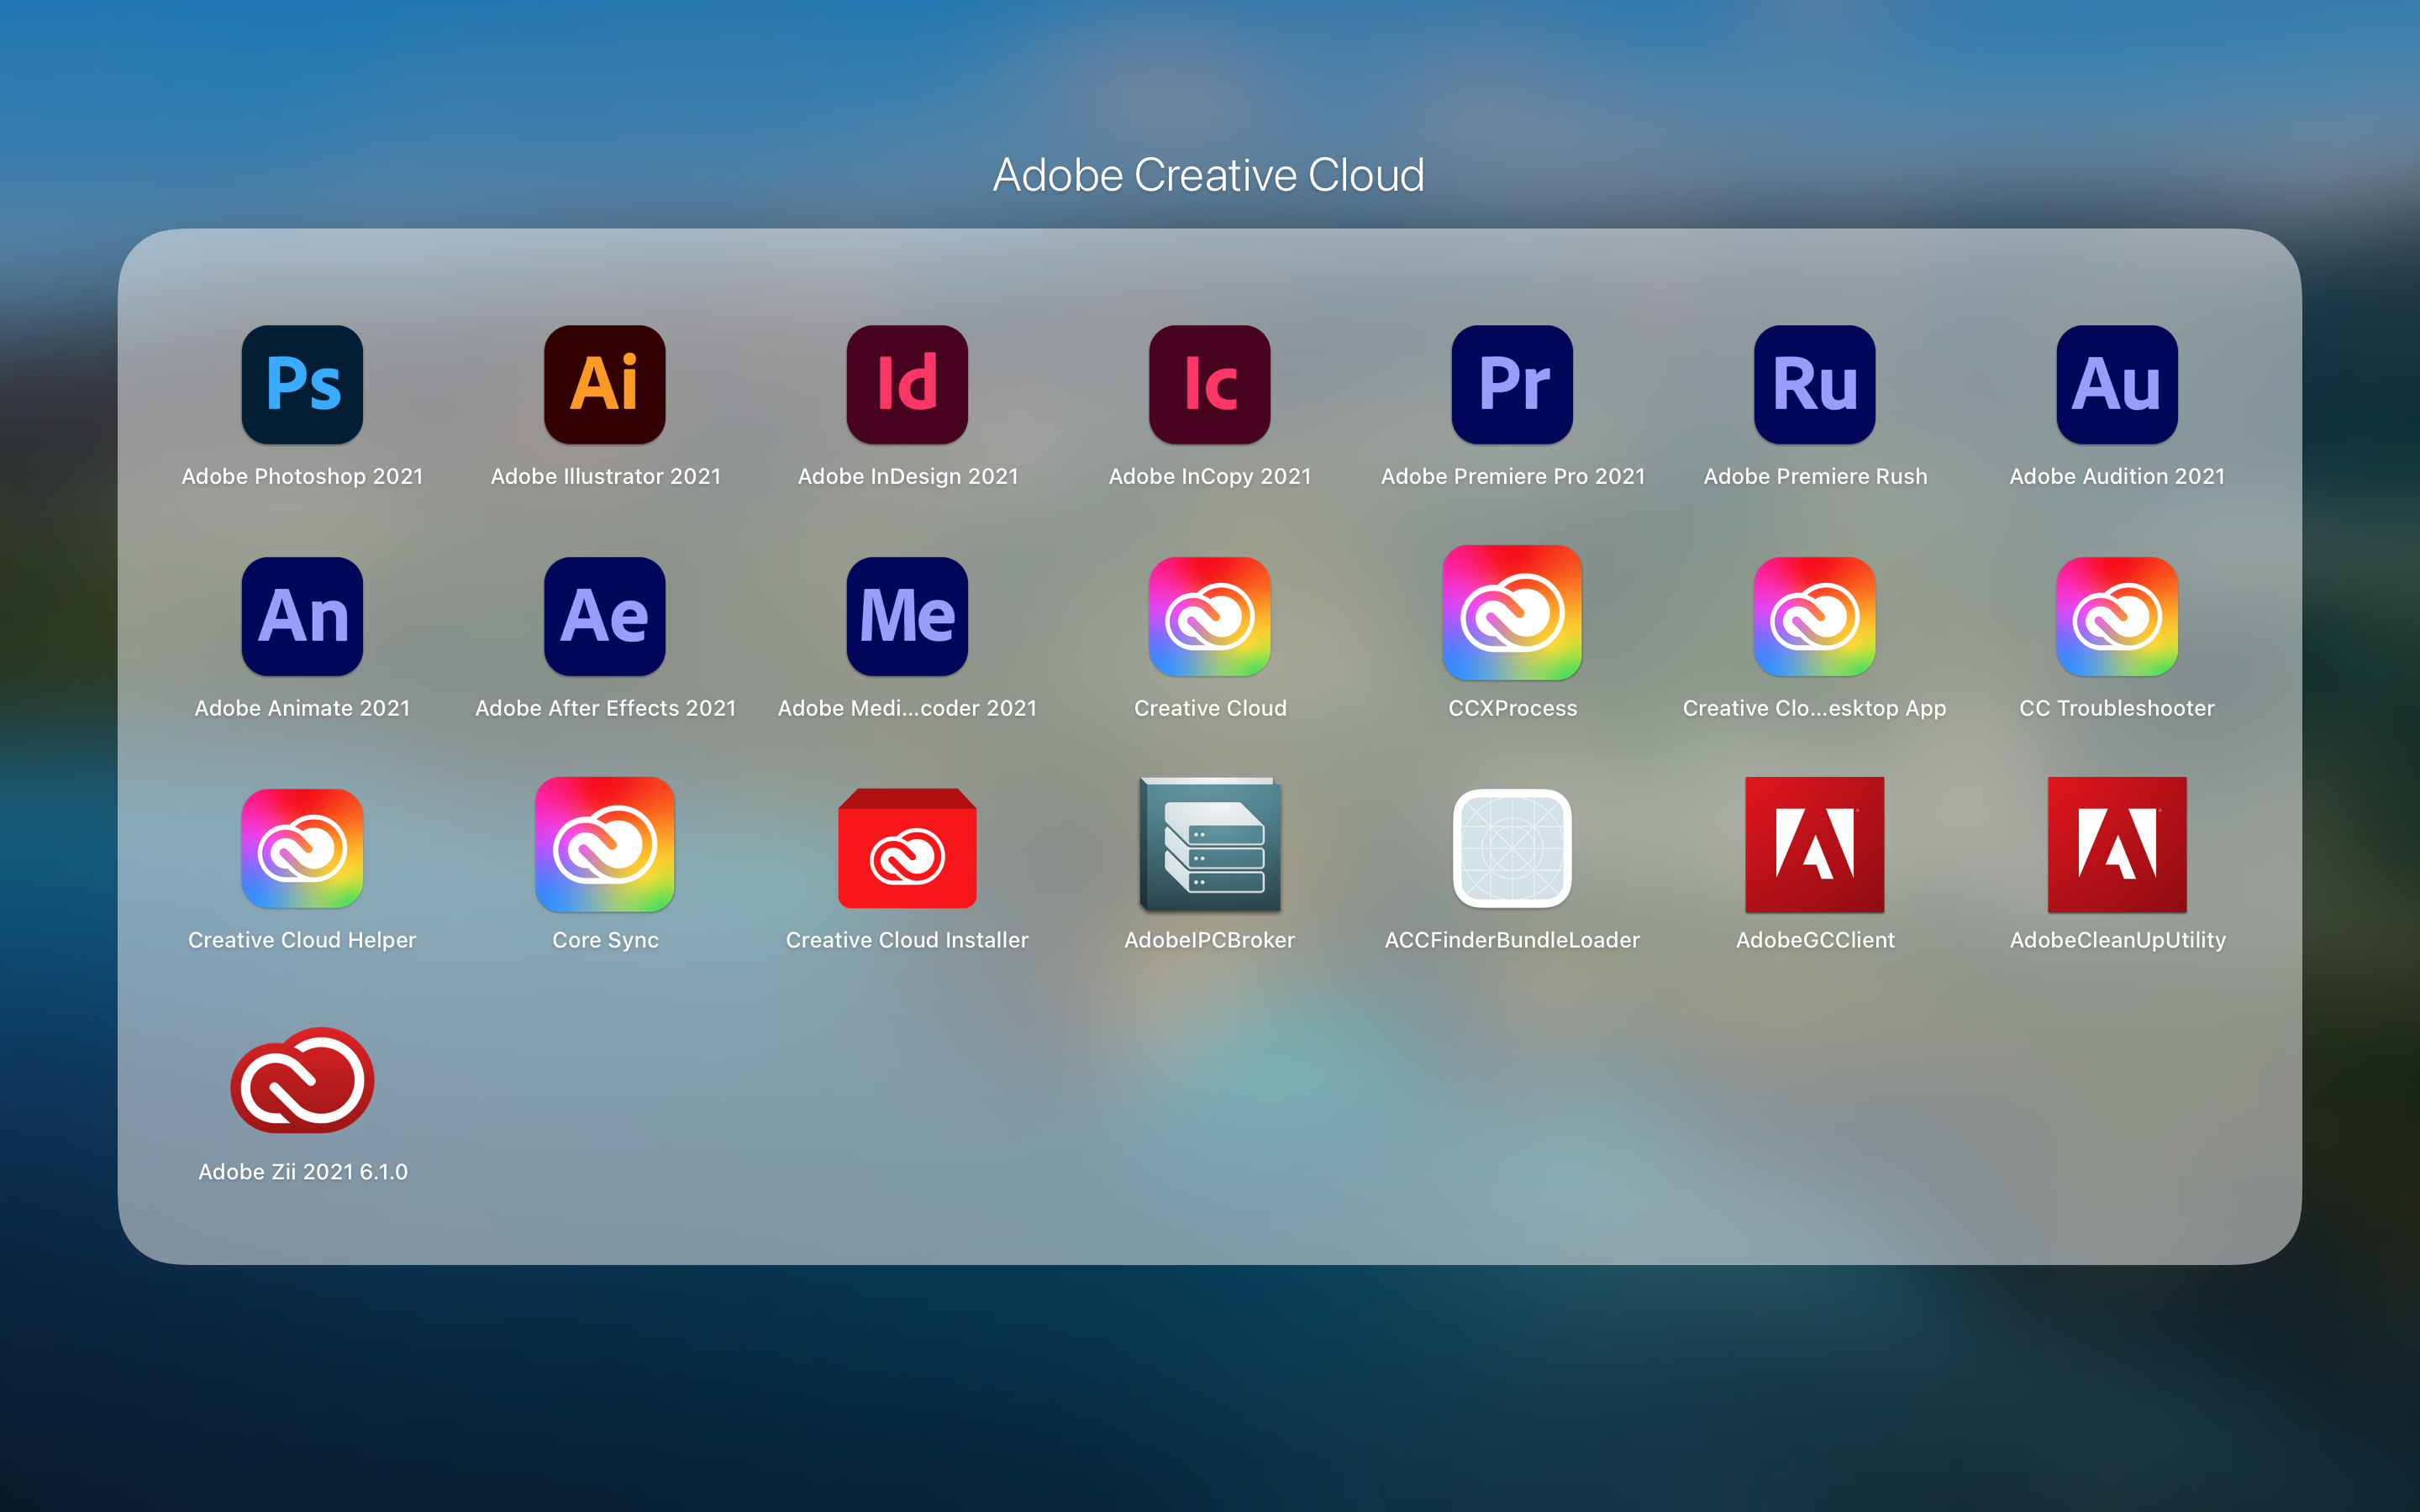 Adobe Creative Cloud
Ps Ai Id Ic Pr Ru Au
Adobe Photoshop 2021 Adobe Illustrator 2021 Adobe InDesign 2021 Adobe InCopy 2021 Adobe Premiere Pro 2021 Adobe Premiere Rush Adobe Audition 2021
An Ae Me
Adobe Animate 2021 Adobe After Effects 2021 Adobe Medi...coder 2021 Creative Cloud CCXProcess Creative Clo...esktop App CC Troubleshooter
Creative Cloud Helper Core Sync Creative Cloud Installer AdobeIPCBroker ACCFinderBundleLoader AdobeGCClient AdobeCleanUpUtility
Adobe Zii 2021 6.1.0